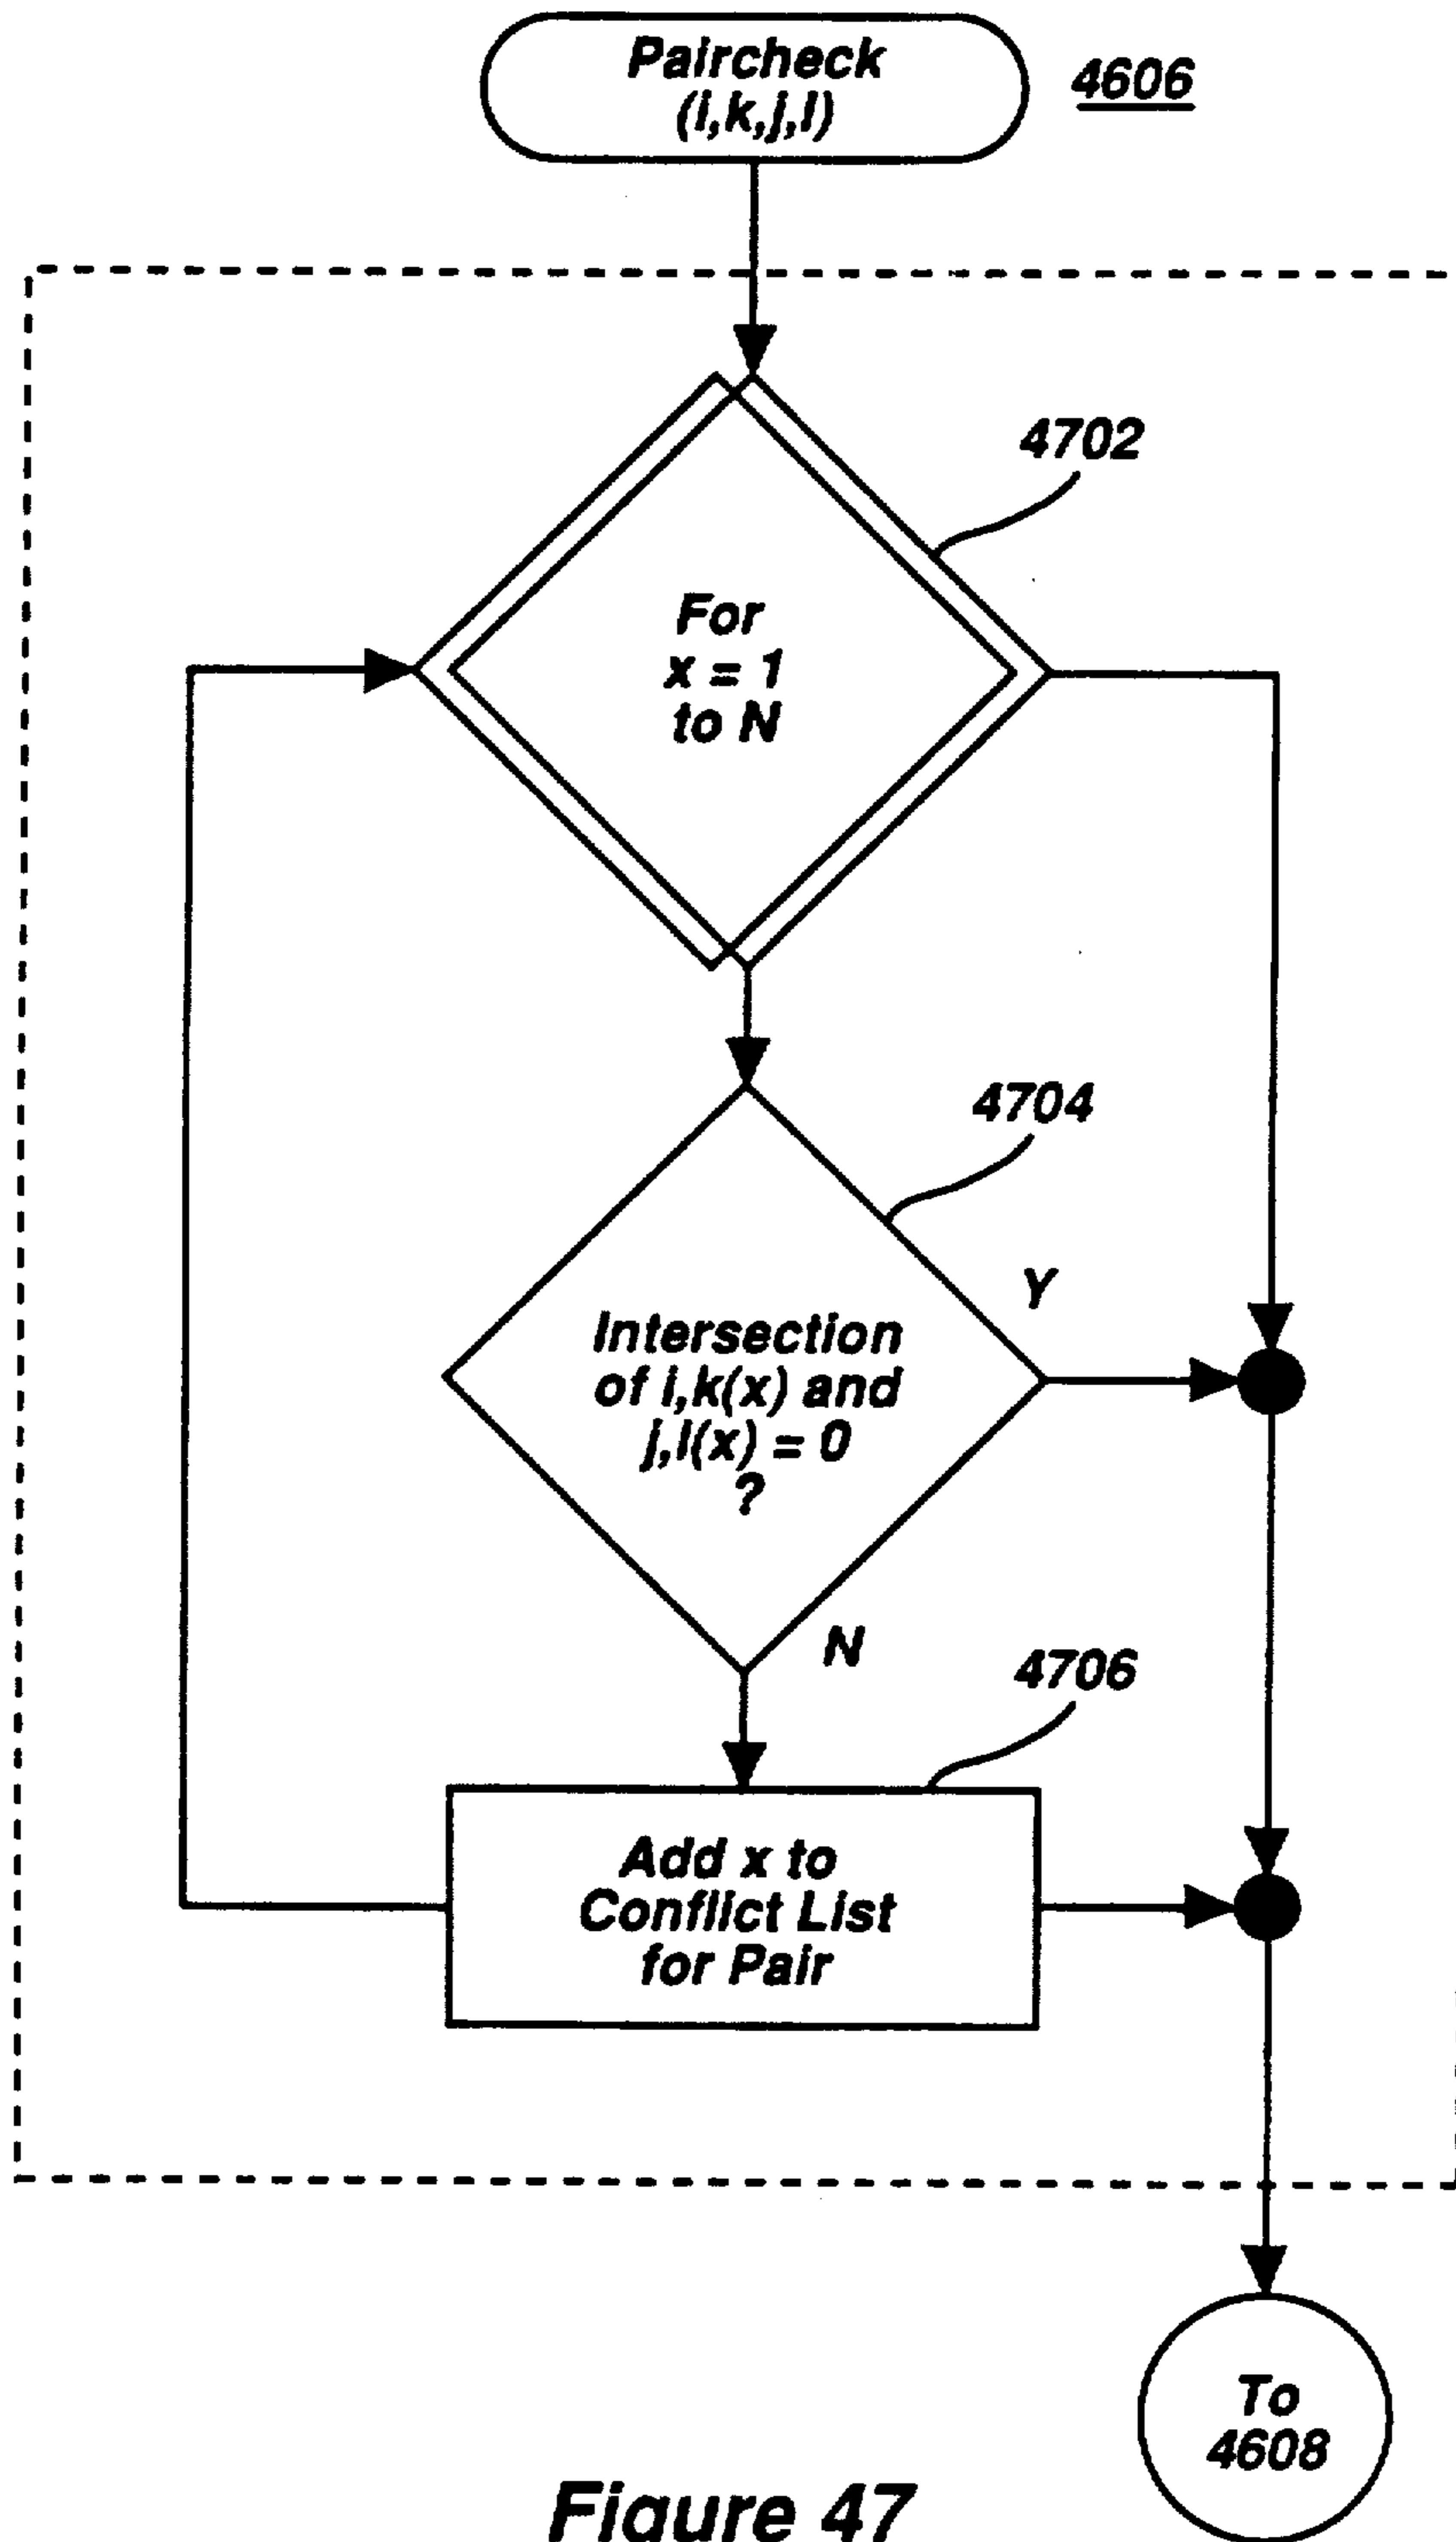 Paircheck
(i,k,j,l)
4606
4702
For
x = 1
to N
4704
Y
Intersection
of i,k(x) and
j,l(x) = 0
?
N
4706
Add x to
Conflict List
for Pair
To
4608
Figure 47